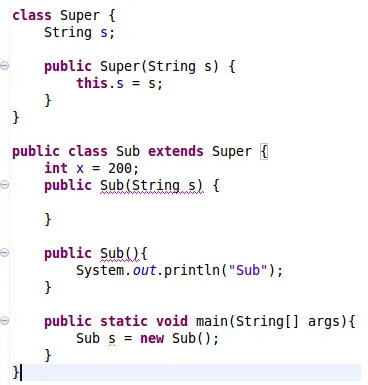 class Super {
    String s;

    public Super(String s) {
        this.s = s;
    }
}

public class Sub extends Super {
    int x = 200;
    public Sub(String s) {

    }

    public Sub(){
        System.out.println("Sub");
    }

    public static void main(String[] args){
        Sub s = new Sub();
    }
}